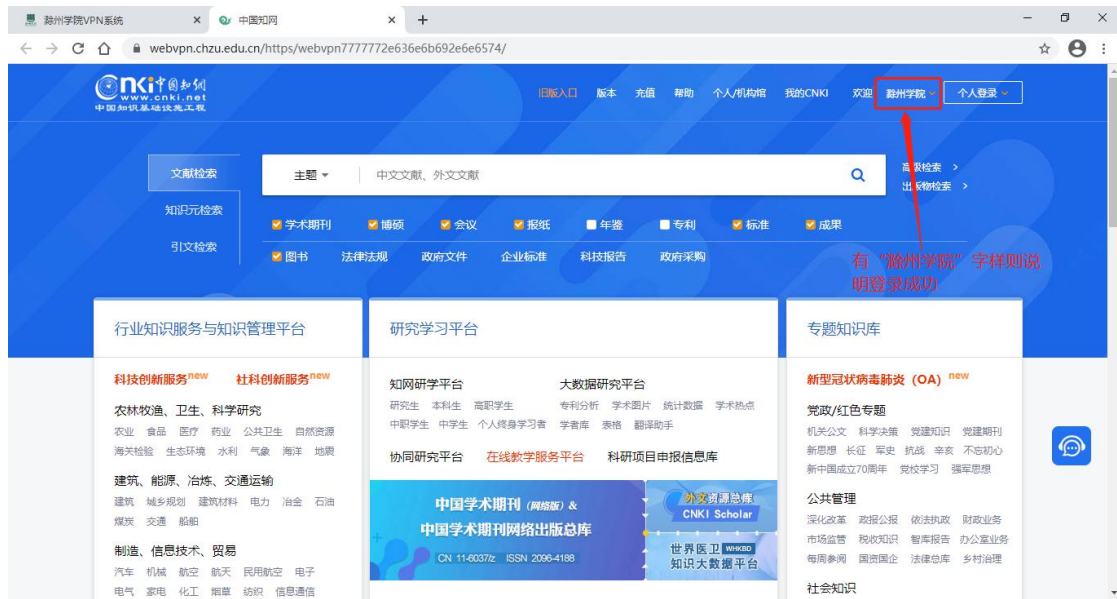 滁州学院VPN系统
中国知网
webvpn.chzu.edu.cn/https/webvpn7777772e636e6b692e6e6574/
cnki中国知网
www.cnki.net
中国知识基础设施工程
旧版入口 版本 充值 帮助 个人/机构馆 我的CNKI 欢迎 滁州学院 个人登录
文献检索
知识元检索
引文检索
主题 中文文献、外文文献
高级检索 >
出版物检索 >
学术期刊 博硕 会议 报纸 年鉴 专利 标准 成果
图书 法律法规 政府文件 企业标准 科技报告 政府采购
有“滁州学院”字样则说
明登录成功
行业知识服务与知识管理平台
科技创新服务new 社科创新服务new
农林牧渔、卫生、科学研究
农业 食品 医疗 药业 公共卫生 自然资源
海关检验 生态环境 水利 气象 海洋 地震
建筑、能源、冶炼、交通运输
建筑 城乡规划 建筑材料 电力 冶金 石油
煤炭 交通 船舶
制造、信息技术、贸易
汽车 机械 航空 航天 民用航空 电子
电气 家电 化工 烟草 纺织 信息通信
研究学习平台
知网研学平台
研究生 本科生 高职学生
中职学生 中学生 个人终身学习者
大数据研究平台
专利分析 学术图片 统计数据 学术热点
学者库 表格 翻译助手
协同研究平台 在线教学服务平台 科研项目申报信息库
中国学术期刊（网络版）&
中国学术期刊网络出版总库
CN 11-6037/z ISSN 2096-4188
外文资源总库
CNKI Scholar
世界医卫 WHKBD
知识大数据平台
专题知识库
新型冠状病毒肺炎（OA）new
党政/红色专题
机关公文 科学决策 党建知识 党建期刊
新思想 长征 军史 抗战 辛亥 不忘初心
新中国成立70周年 党校学习 强军思想
公共管理
深化改革 政报公报 依法执政 财政业务
市场监管 税收知识 智库报告 办公室业务
每周参阅 国资国企 法律总库 乡村治理
社会知识